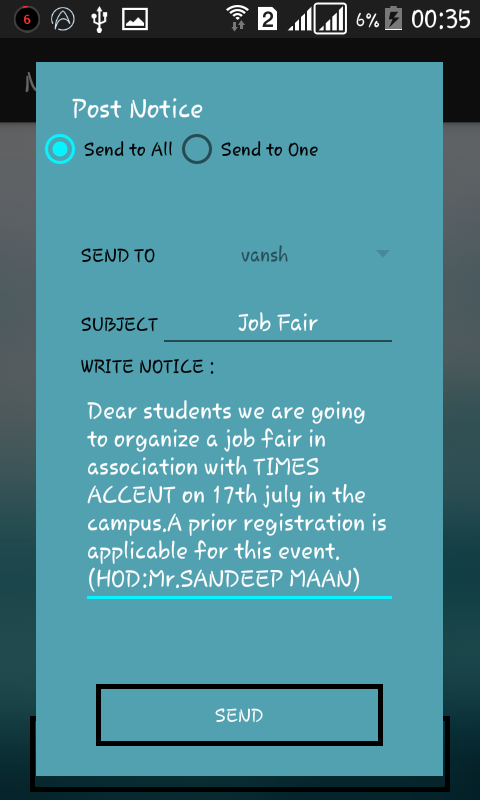 6 2 6% 00:35
Post Notice
Send to All Send to One
SEND TO vansh
SUBJECT Job Fair
WRITE NOTICE :
Dear students we are going
to organize a job fair in
association with TIMES
ACCENT on 17th july in the
campus.A prior registration is
applicable for this event.
(HOD:Mr.SANDEEP MAAN)
SEND